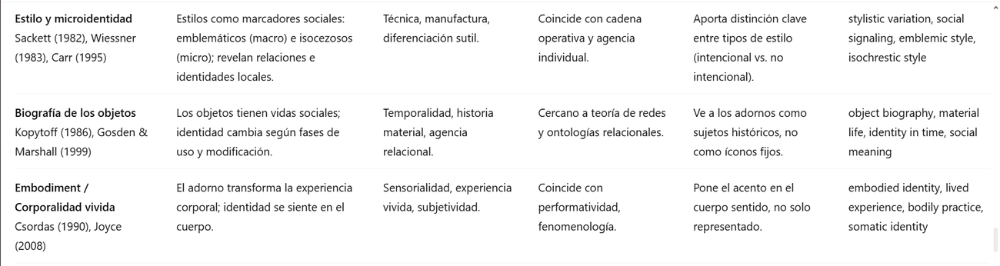 Estilo y microidentidad
Sackett (1982), Wiessner
(1983), Carr (1995)
Estilos como marcadores sociales:
emblemáticos (macro) e isocezosos
(micro); revelan relaciones e
identidades locales.
Técnica, manufactura,
diferenciación sutil.
Coincide con cadena
operativa y agencia
individual.
Aporta distinción clave
entre tipos de estilo
(intencional vs. no
intencional).
stylistic variation, social
signaling, emblemic style,
isochrestic style
Biografía de los objetos
Kopytoff (1986), Gosden &
Marshall (1999)
Los objetos tienen vidas sociales;
identidad cambia según fases de
uso y modificación.
Temporalidad, historia
material, agencia
relacional.
Cercano a teoría de redes
y ontologías relacionales.
Ve a los adornos como
sujetos históricos, no
como íconos fijos.
object biography, material
life, identity in time, social
meaning
Embodiment /
Corporalidad vivida
Csordas (1990), Joyce
(2008)
El adorno transforma la experiencia
corporal; identidad se siente en el
cuerpo.
Sensorialidad, experiencia
vivida, subjetividad.
Coincide con
performatividad,
fenomenología.
Pone el acento en el
cuerpo sentido, no solo
representado.
embodied identity, lived
experience, bodily practice,
somatic identity